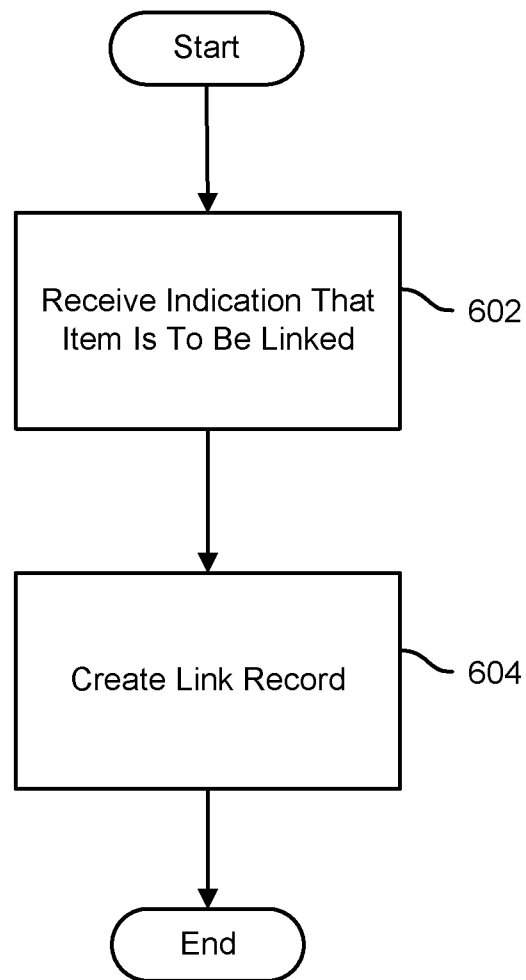 Start
Receive Indication That
Item Is To Be Linked
602
Create Link Record
604
End